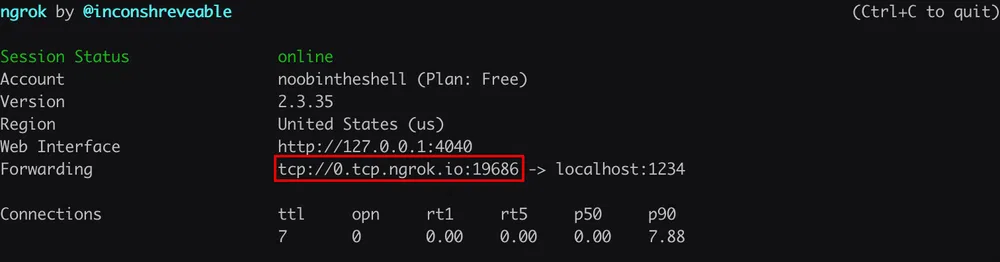 ngrok by @inconshreveable (Ctrl+C to quit)
Session Status online
Account noobintheshell (Plan: Free)
Version 2.3.35
Region United States (us)
Web Interface http://127.0.0.1:4040
Forwarding tcp://0.tcp.ngrok.io:19686 -> localhost:1234
Connections ttl opn rt1 rt5 p50 p90
7 0 0.00 0.00 0.00 7.88